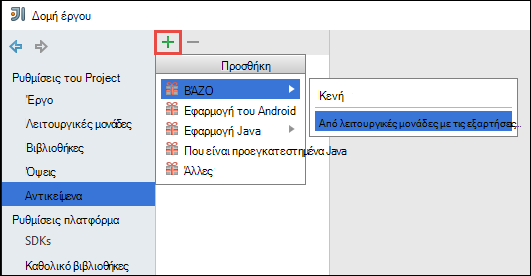 Δομή έργου
Ρυθμίσεις του Project
Έργο
Λειτουργικές μονάδες
Βιβλιοθήκες
Όψεις
Αντικείμενα
Ρυθμίσεις πλατφόρμα
SDKs
Καθολικό βιβλιοθήκες
Προσθήκη
ΒΆΖΟ
Εφαρμογή του Android
Εφαρμογή Java
Που είναι προεγκατεστημένα Java
Άλλες
Κενή
Από λειτουργικές μονάδες με τις εξαρτήσεις...